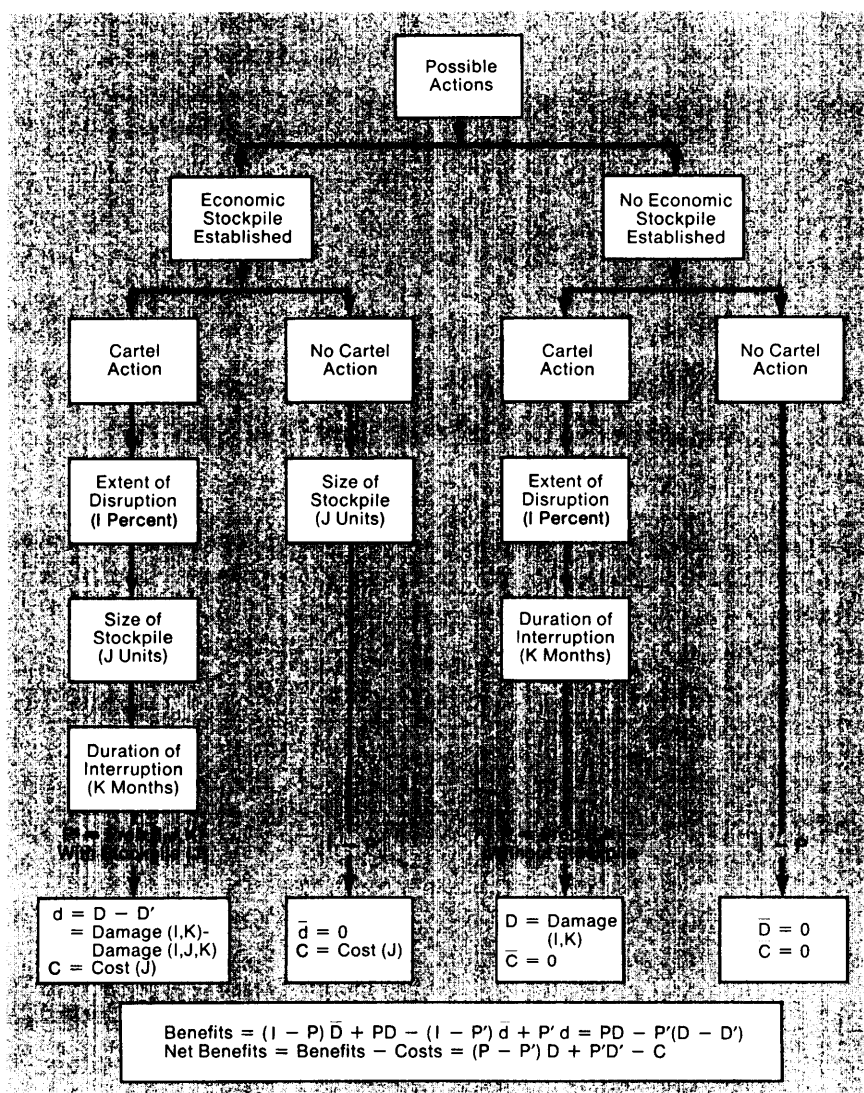 Possible
Actions
Economic
Stockpile
Established
No Economic
Stockpile
Established
Cartel
Action
No Cartel
Action
Cartel
Action
No Cartel
Action
Extent of
Disruption
(I Percent)
Size of
Stockpile
(J Units)
Extent of
Disruption
(I Percent)
Size of
Stockpile
(J Units)
Duration of
Interruption
(K Months)
Duration of
Interruption
(K Months)
With Stockpile
d = D − D′
= Damage (I,K)-
Damage (I,J,K)
C = Cost (J)
d̅ = 0
C = Cost (J)
D = Damage
(I,K)
C̅ = 0
D̅ = 0
C̅ = 0
Benefits = (I − P) D̅ + PD − (I − P′) d̅ + P′ d = PD − P′(D − D′)
Net Benefits = Benefits − Costs = (P − P′) D + P′D′ − C